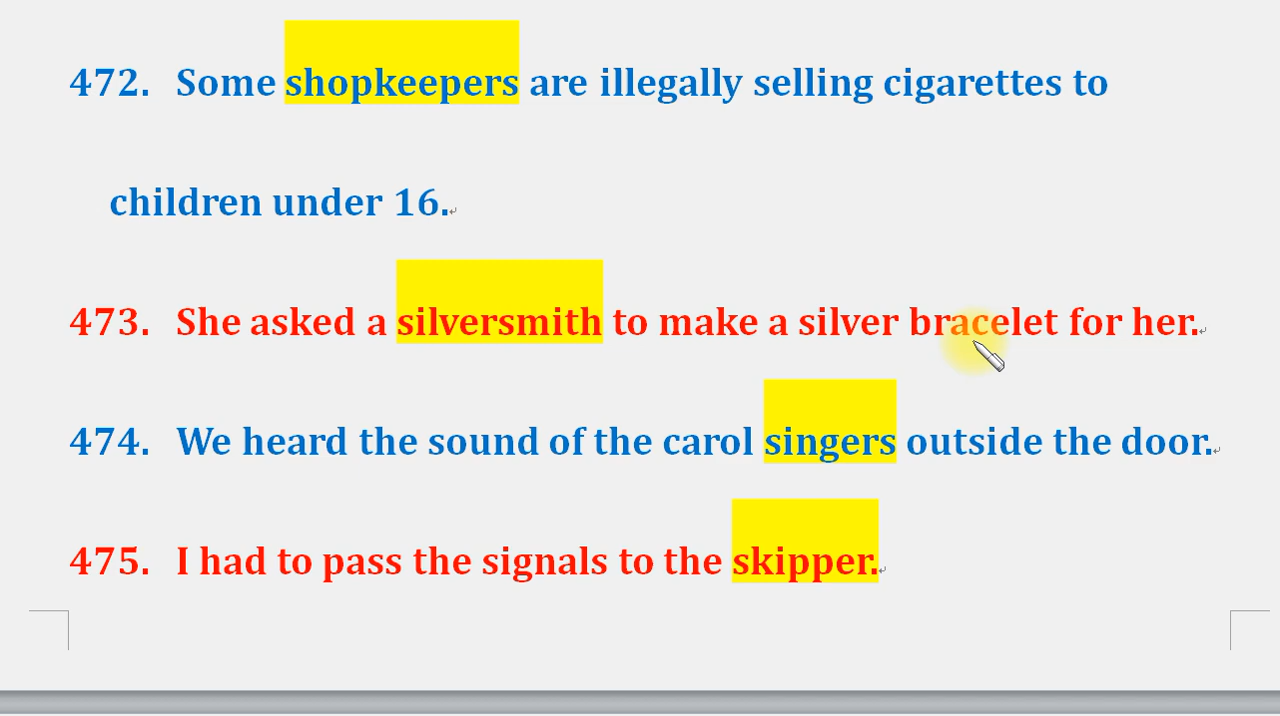 472. Some shopkeepers are illegally selling cigarettes to
children under 16.
473. She asked a silversmith to make a silver bracelet for her.
474. We heard the sound of the carol singers outside the door.
475. I had to pass the signals to the skipper.